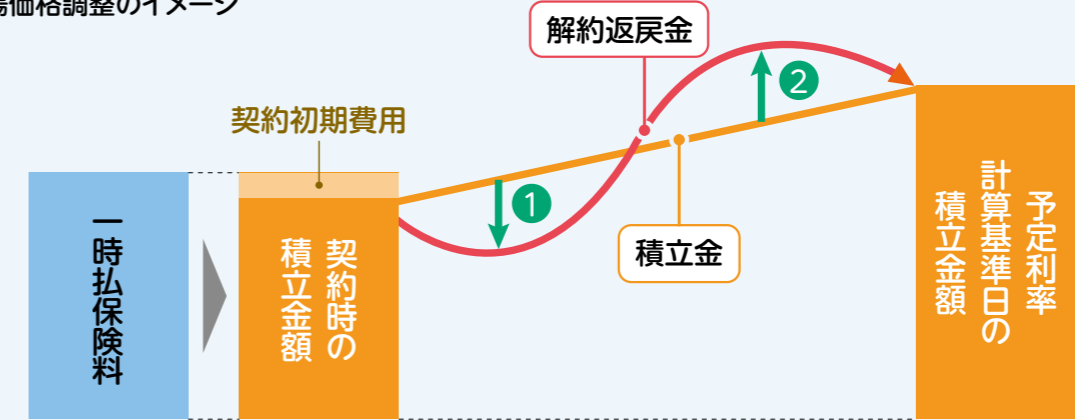 価格調整のイメージ
解約返戻金
②
契約初期費用
①
積立金
一時払保険料
契約時の
積立金額
予定利率
計算基準日の
積立金額